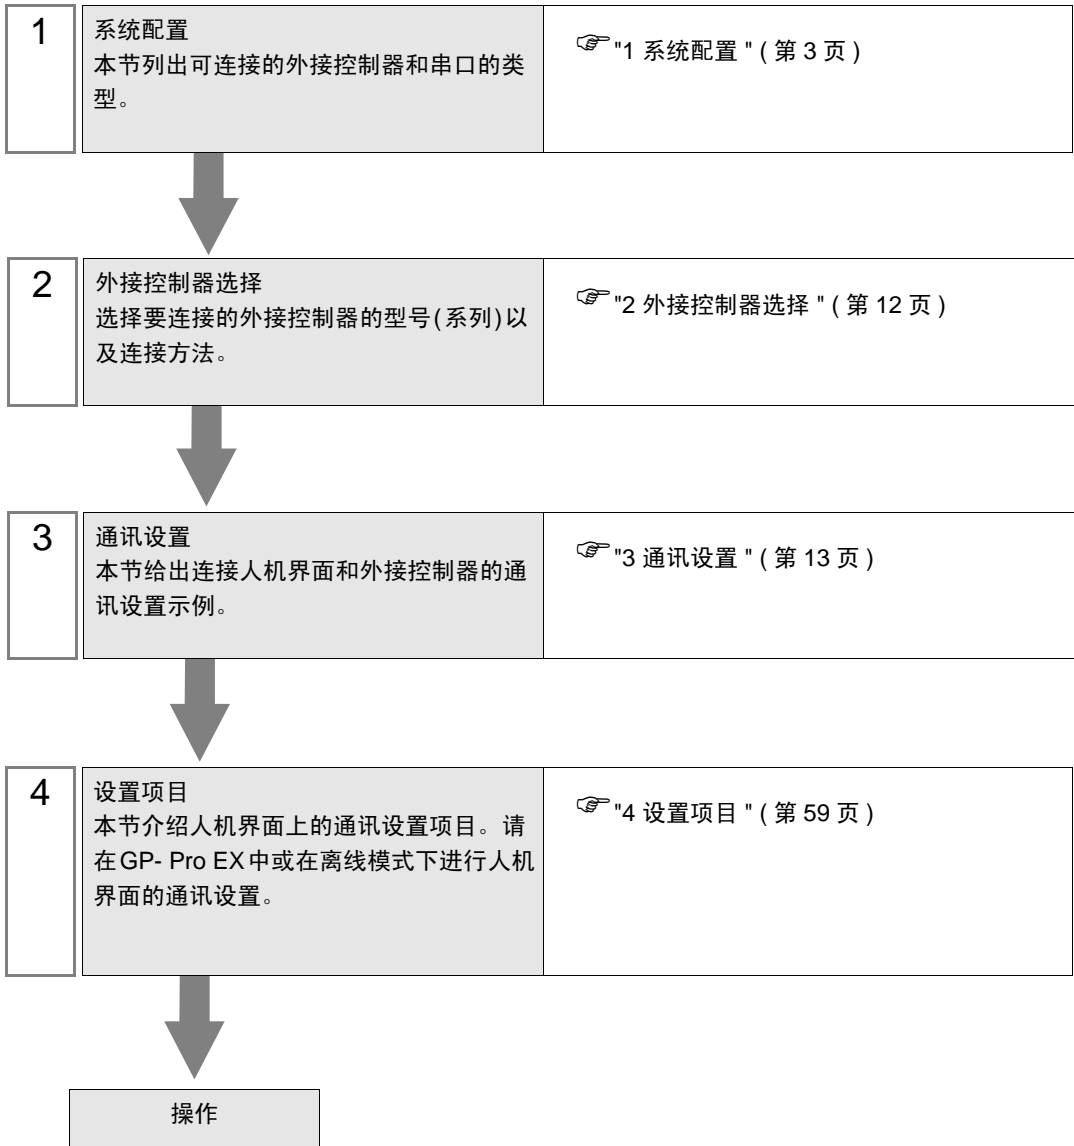 1
系统配置
本节列出可连接的外接控制器和串口的类
型。
"1 系统配置 " ( 第 3 页 )
2
外接控制器选择
选择要连接的外接控制器的型号(系列)以
及连接方法。
"2 外接控制器选择 " ( 第 12 页 )
3
通讯设置
本节给出连接人机界面和外接控制器的通
讯设置示例。
"3 通讯设置 " ( 第 13 页 )
4
设置项目
本节介绍人机界面上的通讯设置项目。请
在GP- Pro EX中或在离线模式下进行人机
界面的通讯设置。
"4 设置项目 " ( 第 59 页 )
操作